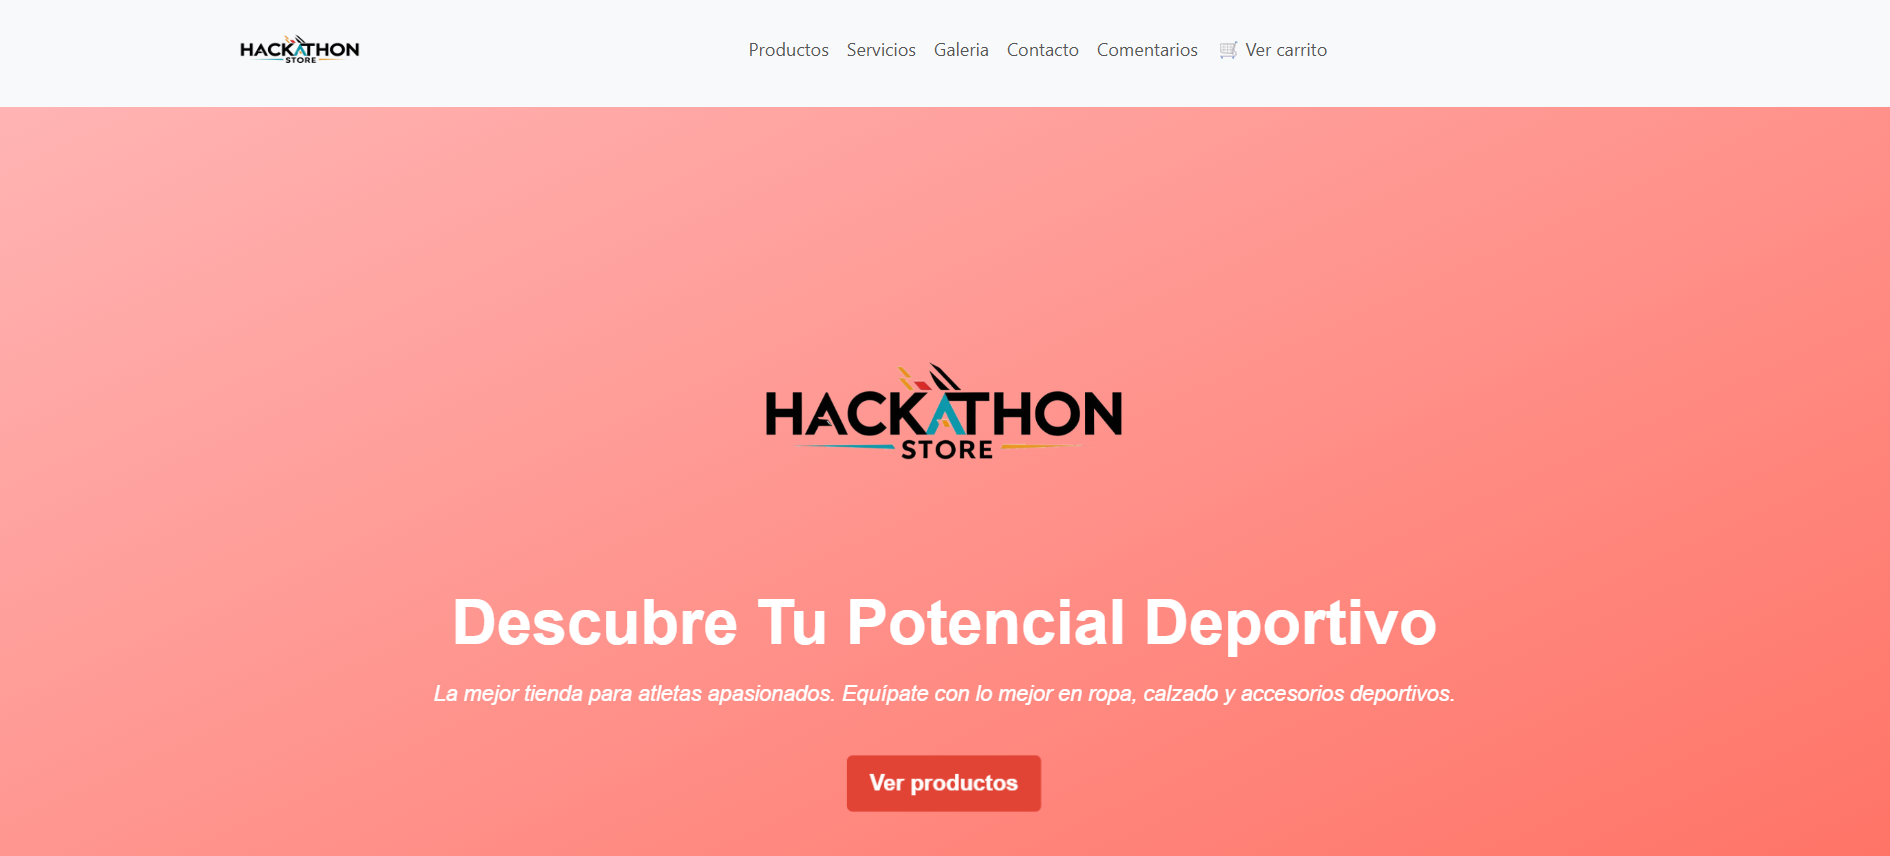 HACKATHON
STORE
Productos Servicios Galeria Contacto Comentarios 🛒 Ver carrito
HACKATHON
STORE
Descubre Tu Potencial Deportivo
La mejor tienda para atletas apasionados. Equípate con lo mejor en ropa, calzado y accesorios deportivos.
Ver productos